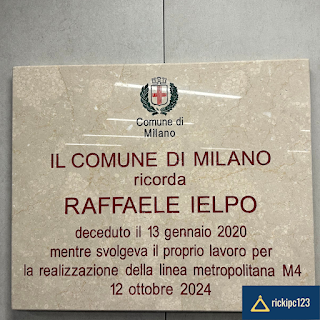 Comune di
Milano
IL COMUNE DI MILANO
ricorda
RAFFAELE IELPO
deceduto il 13 gennaio 2020
mentre svolgeva il proprio lavoro per
la realizzazione della linea metropolitana M4
12 ottobre 2024
rickipc123